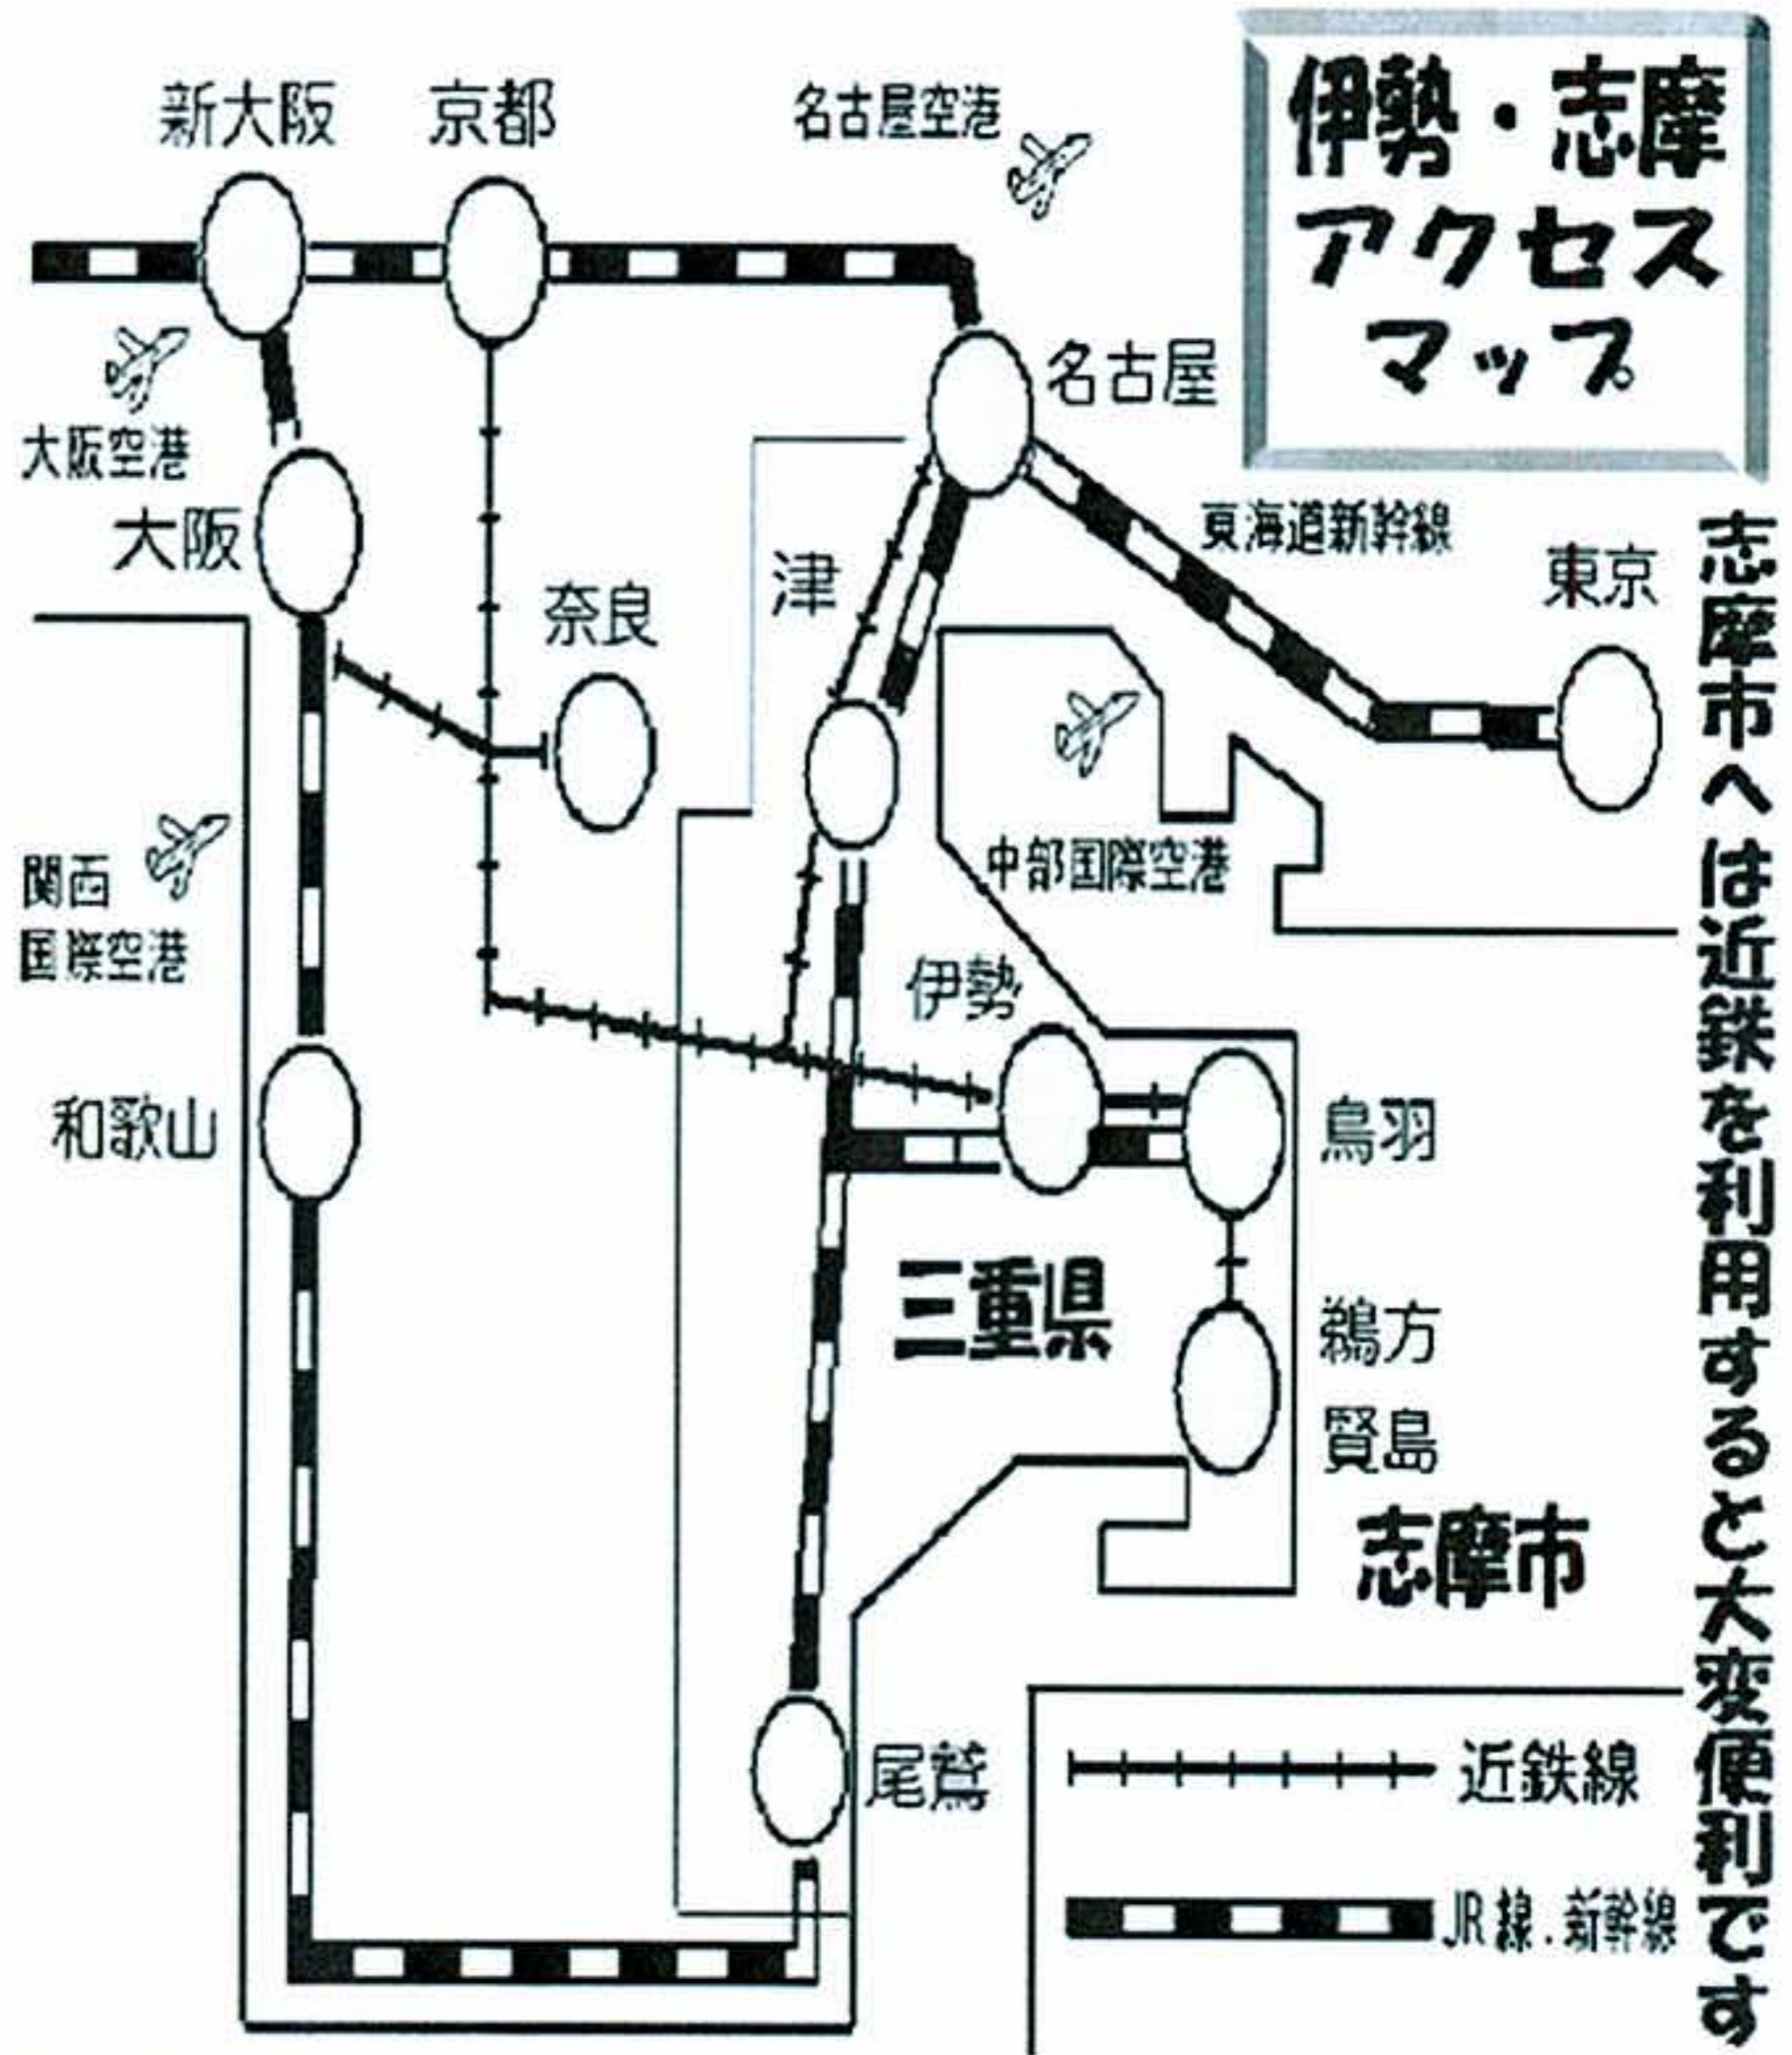 伊勢・志摩
アクセス
マップ
新大阪
京都
名古屋空港
名古屋
大阪空港
大阪
東海道新幹線
東京
津
奈良
関西
国際空港
中部国際空港
伊勢
和歌山
鳥羽
三重県
鵜方
賢島
志摩市
尾鷲
近鉄線
JR線.新幹線
志摩市へは近鉄を利用すると大変便利です